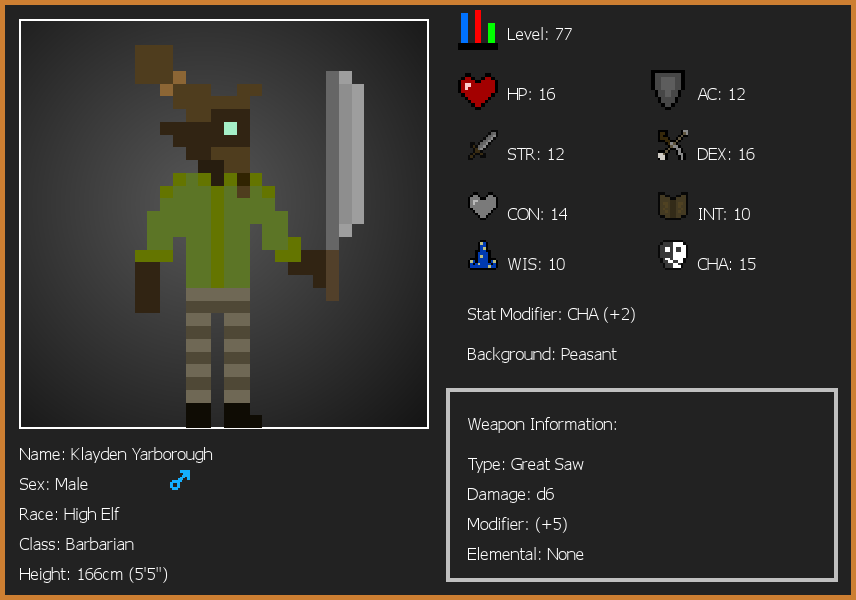 Level: 77
HP: 16
AC: 12
STR: 12
DEX: 16
CON: 14
INT: 10
WIS: 10
CHA: 15
Stat Modifier: CHA (+2)
Background: Peasant
Weapon Information:
Type: Great Saw
Damage: d6
Modifier: (+5)
Elemental: None
Name: Klayden Yarborough
Sex: Male
Race: High Elf
Class: Barbarian
Height: 166cm (5'5")